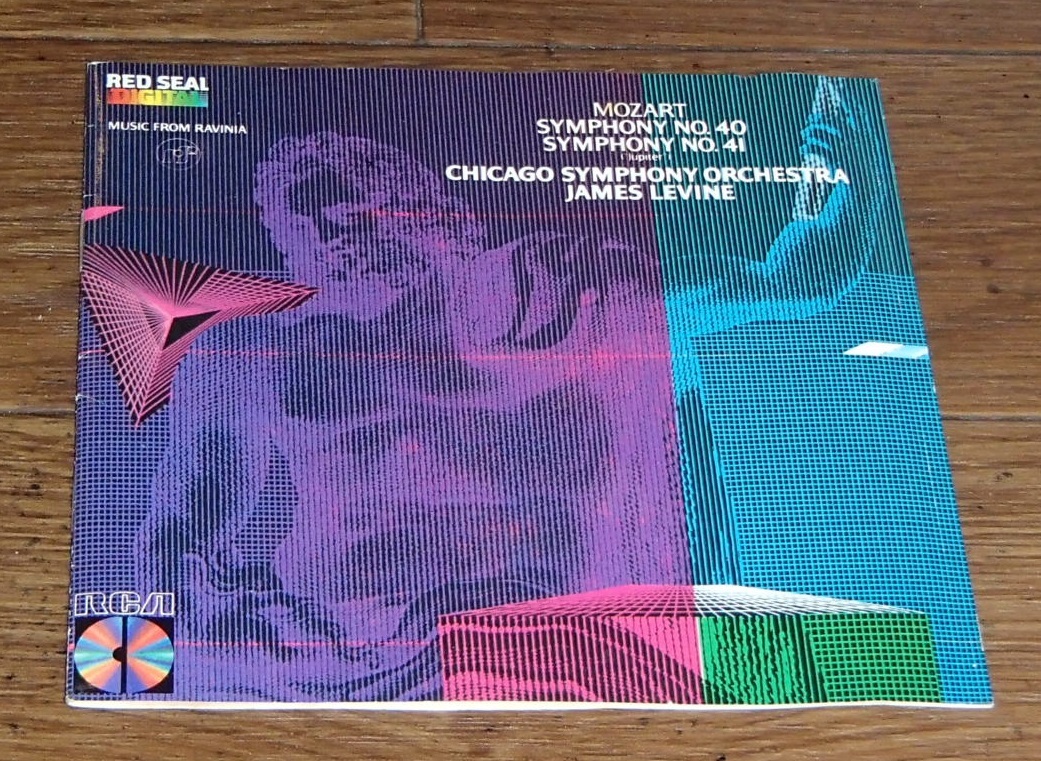 RED SEAL
DIGITAL
MUSIC FROM RAVINIA
MOZART
SYMPHONY NO. 40
SYMPHONY NO. 41
("Jupiter")
CHICAGO SYMPHONY ORCHESTRA
JAMES LEVINE
RCA